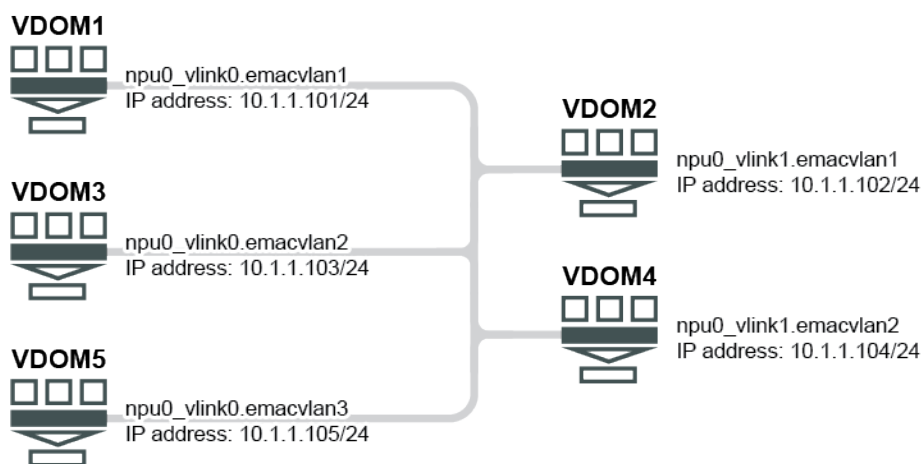 VDOM1
npu0_vlink0.emacvlan1
IP address: 10.1.1.101/24
VDOM2
npu0_vlink1.emacvlan1
IP address: 10.1.1.102/24
VDOM3
npu0_vlink0.emacvlan2
IP address: 10.1.1.103/24
VDOM4
npu0_vlink1.emacvlan2
IP address: 10.1.1.104/24
VDOM5
npu0_vlink0.emacvlan3
IP address: 10.1.1.105/24